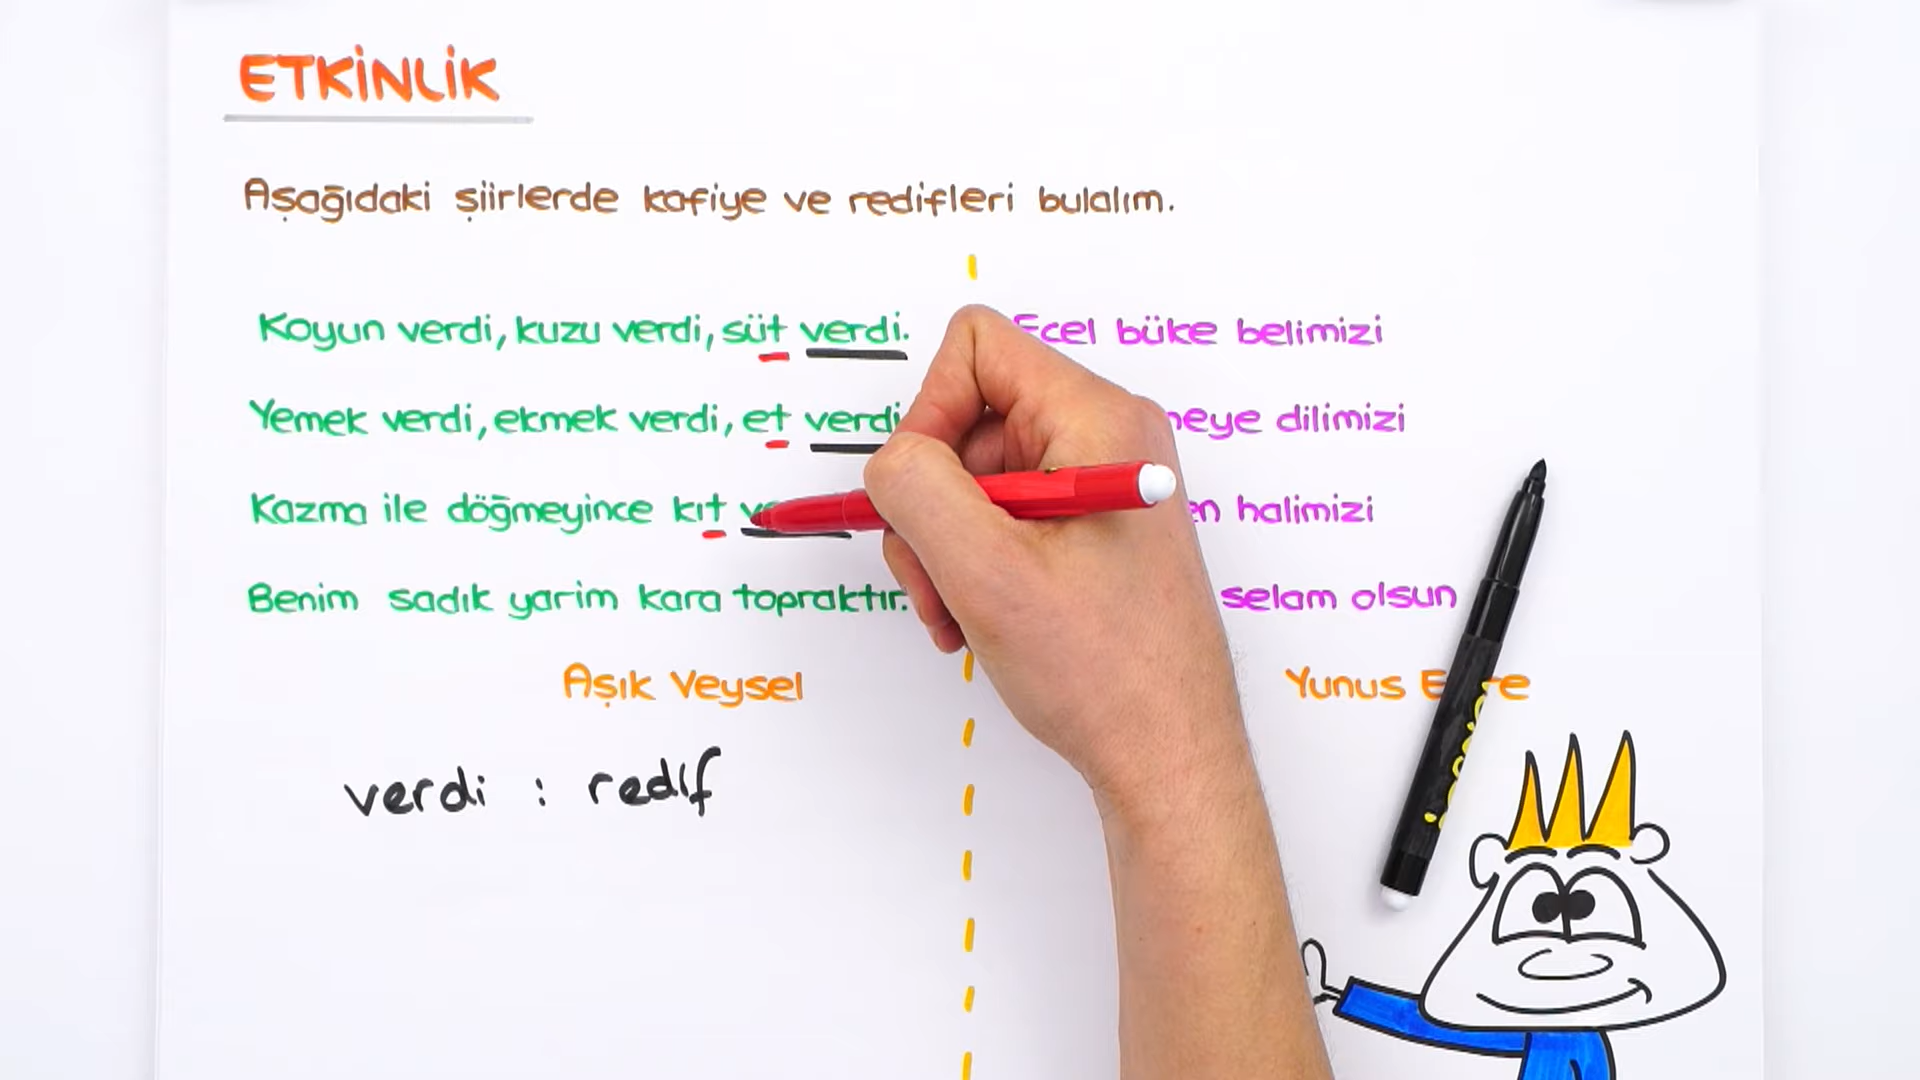 ETKİNLİK
Aşağıdaki şiirlerde kafiye ve redifleri bulalım.
Koyun verdi, kuzu verdi, süt verdi.
Yemek verdi, ekmek verdi, et verdi
Kazma ile döğmeyince kıt
Benim sadık yarim kara topraktır.
Aşık Veysel
verdi : redif
Ecel büke belimizi
dilimizi
halimizi
selam olsun
Yunus